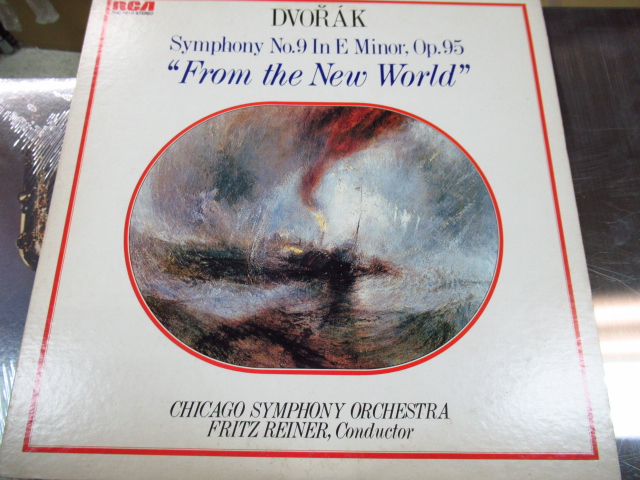 RCA
DVOŘÁK
Symphony No.9 In E Minor, Op.95
“From the New World”
CHICAGO SYMPHONY ORCHESTRA
FRITZ REINER, Conductor